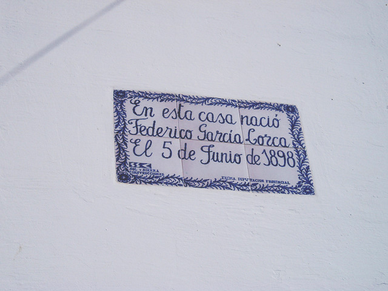 En esta casa nació
Federico García Lorca
El 5 de Junio de 1898